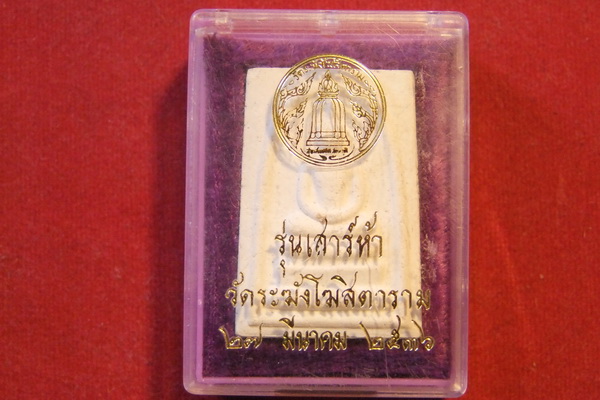 รุ่นเสาร์ห้า
วัดระฆังโฆสิตาราม
๒๗ มีนาคม ๒๕๓๖